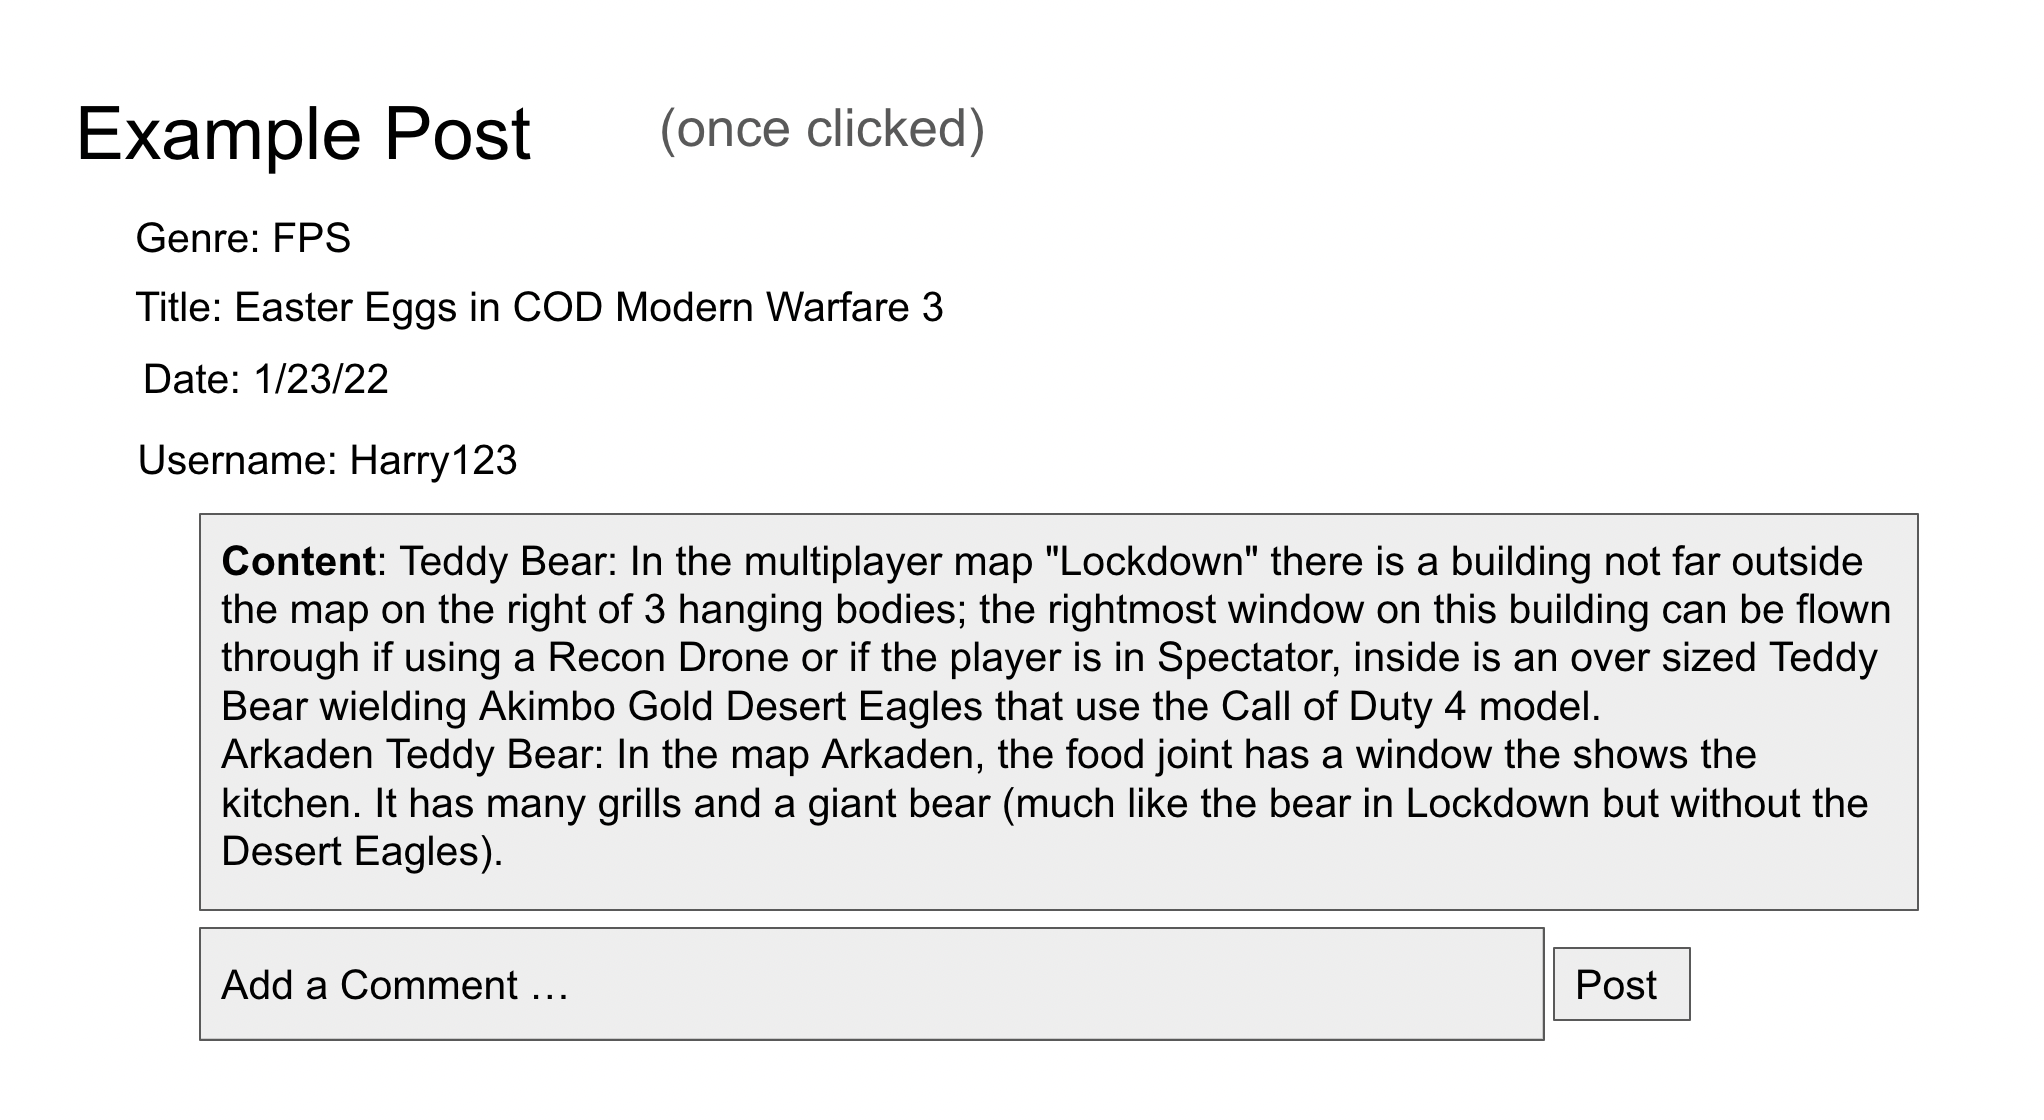 Example Post (once clicked)
Genre: FPS
Title: Easter Eggs in COD Modern Warfare 3
Date: 1/23/22
Username: Harry123
Content: Teddy Bear: In the multiplayer map "Lockdown" there is a building not far outside
the map on the right of 3 hanging bodies; the rightmost window on this building can be flown
through if using a Recon Drone or if the player is in Spectator, inside is an over sized Teddy
Bear wielding Akimbo Gold Desert Eagles that use the Call of Duty 4 model.
Arkaden Teddy Bear: In the map Arkaden, the food joint has a window the shows the
kitchen. It has many grills and a giant bear (much like the bear in Lockdown but without the
Desert Eagles).
Add a Comment …
Post